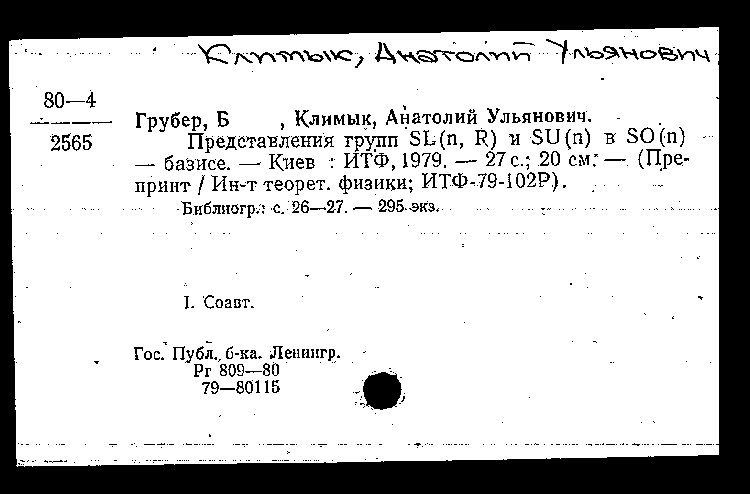 Климык, Анатолий Ульянович
80—4
2565
Грубер, Б , Климык, Анатолий Ульянович.
Представления групп SL(n, R) и SU(n) в SO(n)
— базисе. — Киев : ИТФ, 1979. — 27 с.; 20 см. — (Пре-
принт / Ин-т теорет. физики; ИТФ-79-102Р).
Библиогр.: с. 26—27. — 295 экз.
I. Соавт.
Гос. Публ. б-ка. Ленингр.
Рг 809—80
79—80115